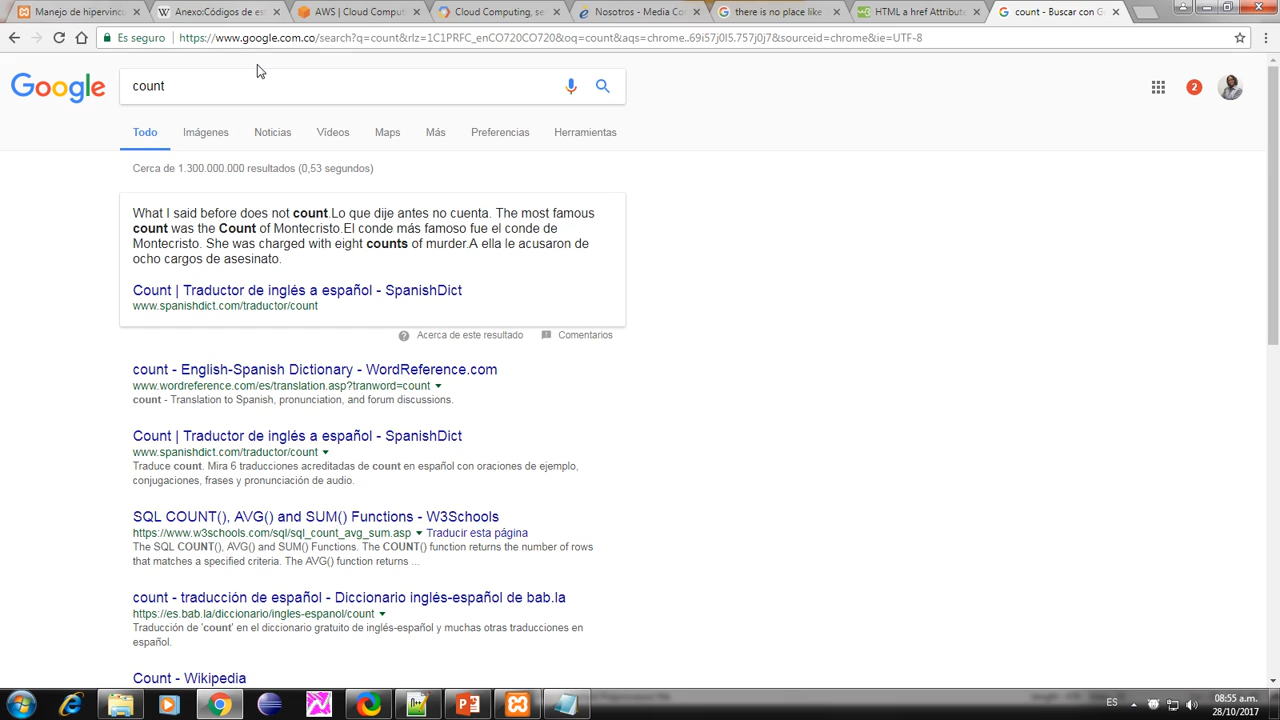 Manejo de hipervinc
Anexo:Códigos de est
AWS | Cloud Comput
Cloud Computing, se
Nosotros - Media Co
there is no place like
HTML a href Attribute
count - Buscar con G
Es seguro
https://www.google.com.co/search?q=count&rlz=1C1PRFC_enCO720CO720&oq=count&aqs=chrome..69i57j0l5.757j0j7&sourceid=chrome&ie=UTF-8
Google
count
2
Todo
Imágenes
Noticias
Vídeos
Maps
Más
Preferencias
Herramientas
Cerca de 1.300.000.000 resultados (0,53 segundos)
What I said before does not count.Lo que dije antes no cuenta. The most famous
count was the Count of Montecristo.El conde más famoso fue el conde de
Montecristo. She was charged with eight counts of murder.A ella le acusaron de
ocho cargos de asesinato.
Count | Traductor de inglés a español - SpanishDict
www.spanishdict.com/traductor/count
Acerca de este resultado
Comentarios
count - English-Spanish Dictionary - WordReference.com
www.wordreference.com/es/translation.asp?tranword=count
count - Translation to Spanish, pronunciation, and forum discussions.
Count | Traductor de inglés a español - SpanishDict
www.spanishdict.com/traductor/count
Traduce count. Mira 6 traducciones acreditadas de count en español con oraciones de ejemplo,
conjugaciones, frases y pronunciación de audio.
SQL COUNT(), AVG() and SUM() Functions - W3Schools
https://www.w3schools.com/sql/sql_count_avg_sum.asp Traducir esta página
The SQL COUNT(), AVG() and SUM() Functions. The COUNT() function returns the number of rows
that matches a specified criteria. The AVG() function returns ...
count - traducción de español - Diccionario inglés-español de bab.la
https://es.bab.la/diccionario/ingles-espanol/count
Traducción de 'count' en el diccionario gratuito de inglés-español y muchas otras traducciones en
español.
Count - Wikipedia
ES
08:55 a.m.
28/10/2017